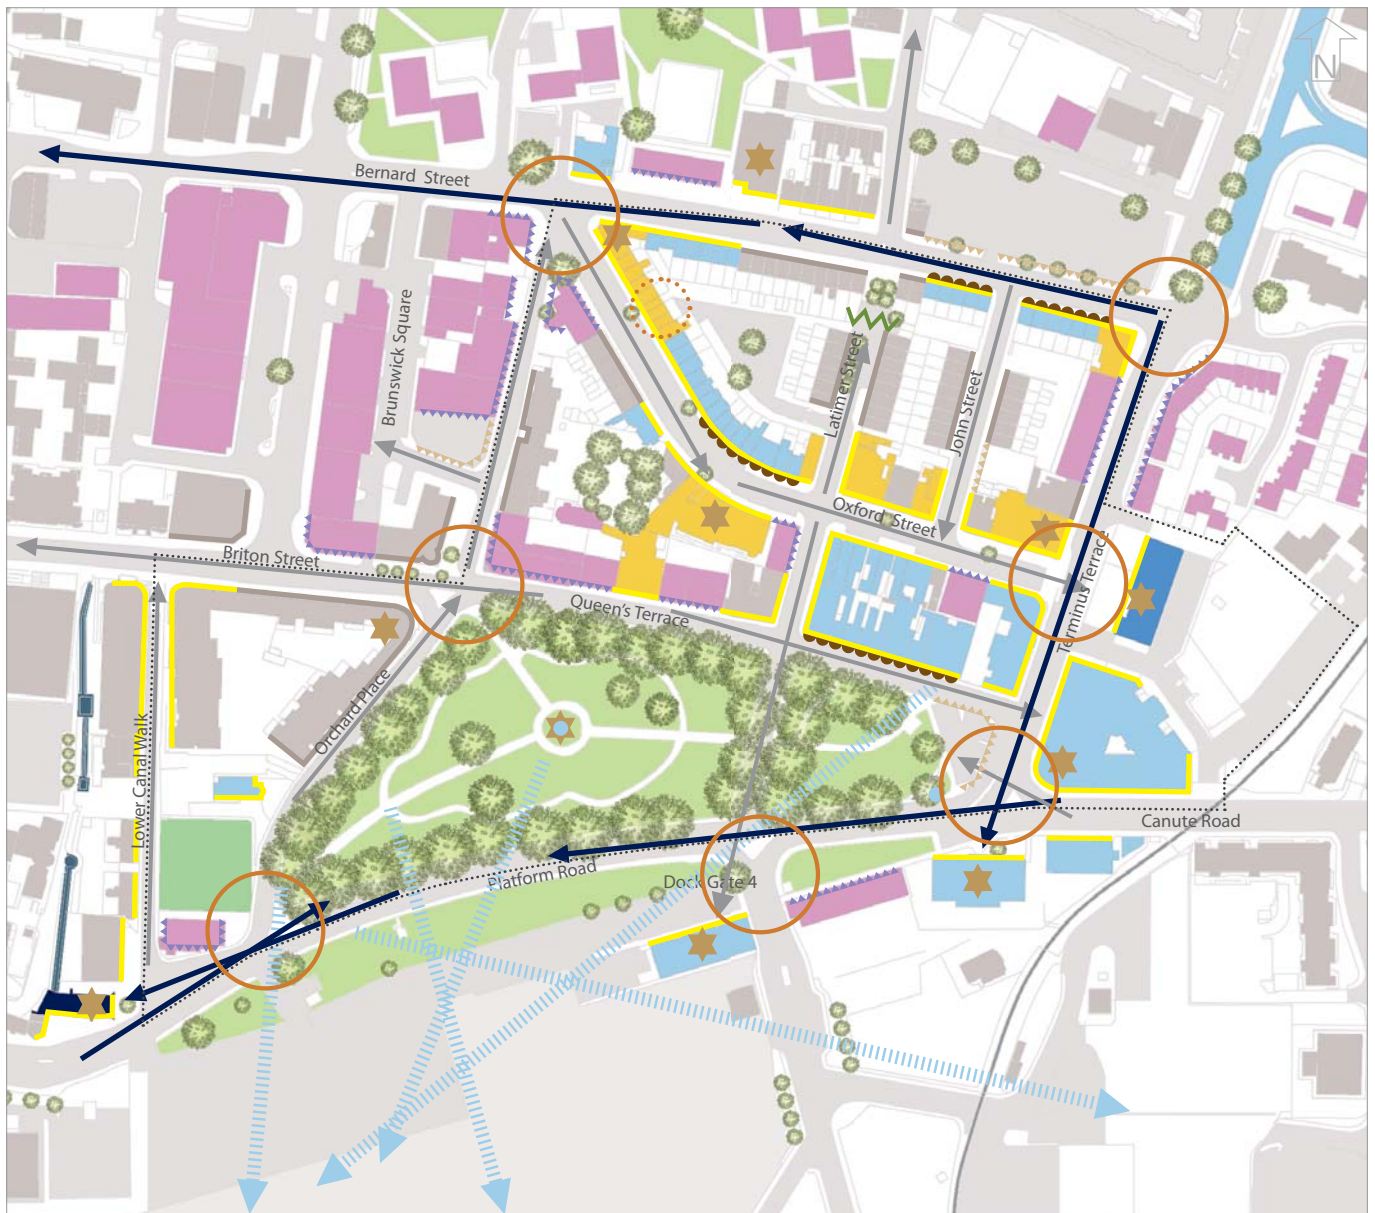 N
Bernard Street
Brunswick Square
Latimer Street
John Street
Oxford Street
Briton Street
Terminus Terrace
Queen's Terrace
Orchard Place
Lower Canal Walk
Canute Road
Platform Road
Dock Gate 4